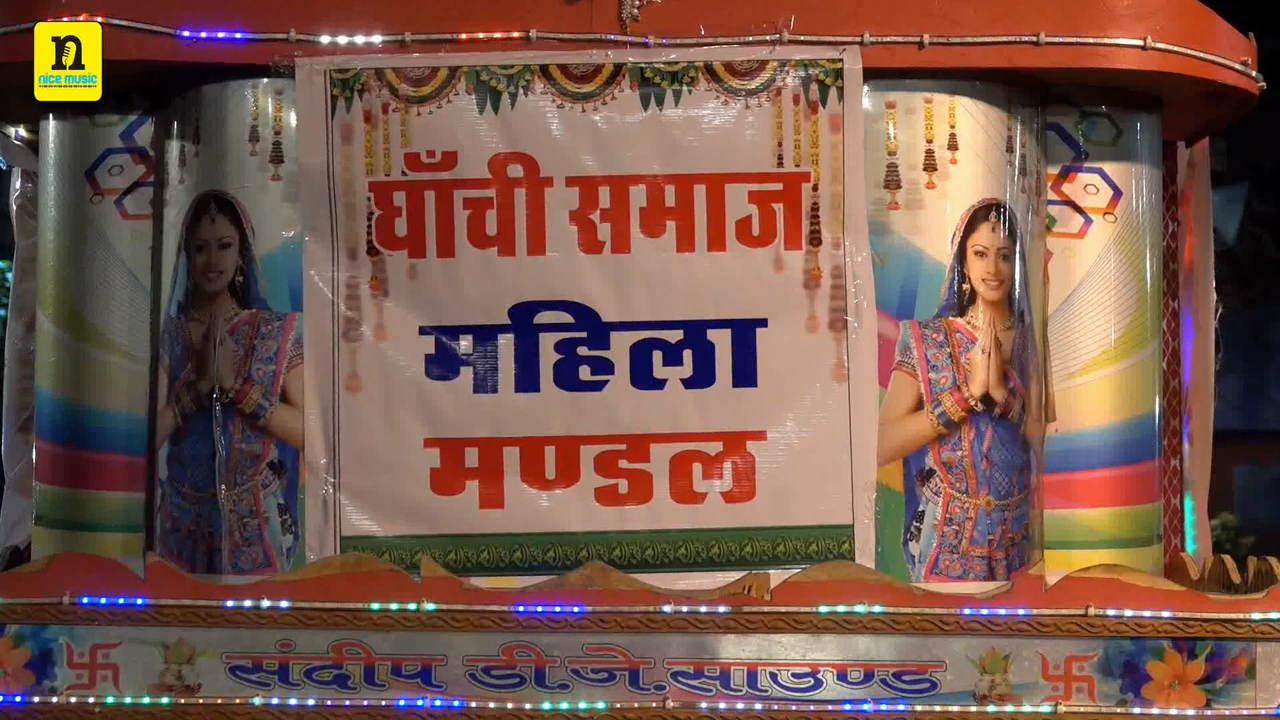 n
nice music
घाँची समाज
महिला
मण्डल
संदीप डी.जे.साउण्ड